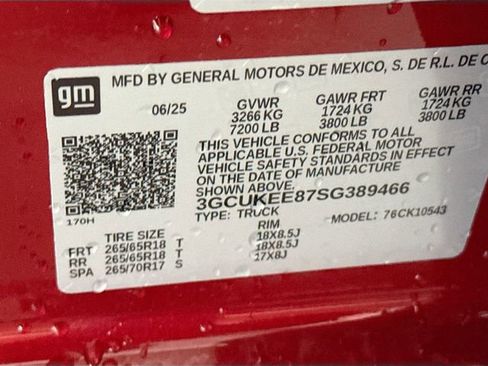 gm
MFD BY GENERAL MOTORS DE MEXICO, S. DE R.L. DE C
06/25 GVWR GAWR FRT GAWR RR
3266 KG 1724 KG 1724 KG
7200 LB 3800 LB 3800 LB
THIS VEHICLE CONFORMS TO ALL
APPLICABLE U.S. FEDERAL MOTOR
VEHICLE SAFETY STANDARDS IN EFFECT
ON THE DATE OF MANUFACTURE
SHOWN ABOVE.
3GCUKEE87SG389466
170H
TYPE: TRUCK MODEL: 76CK10543
TIRE SIZE RIM
FRT 265/65R18 T 18X8.5J
RR 265/65R18 T 18X8.5J
SPA 265/70R17 S 17X8J